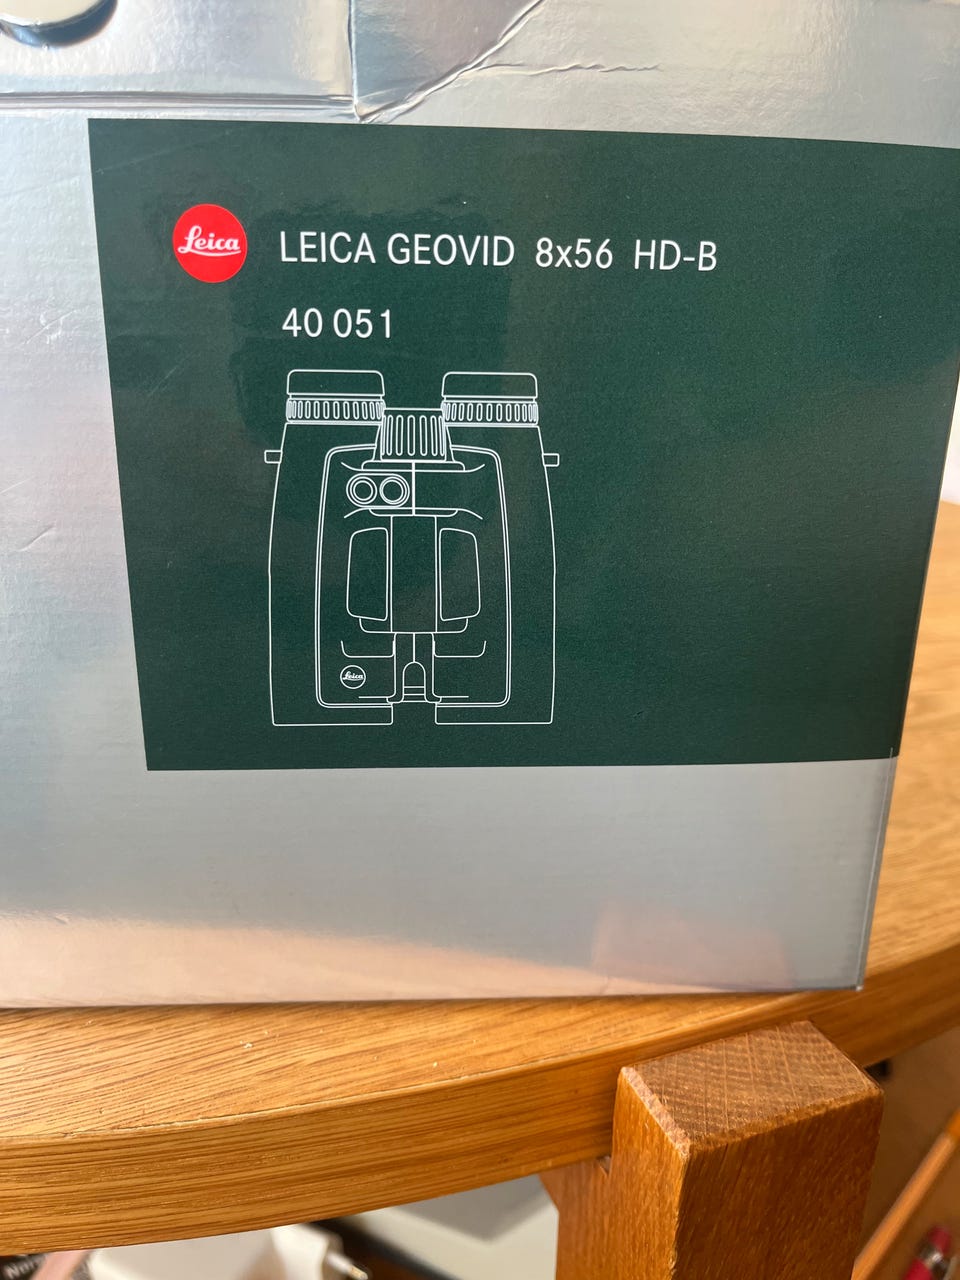 Leica LEICA GEOVID 8x56 HD-B
40 051
Leica